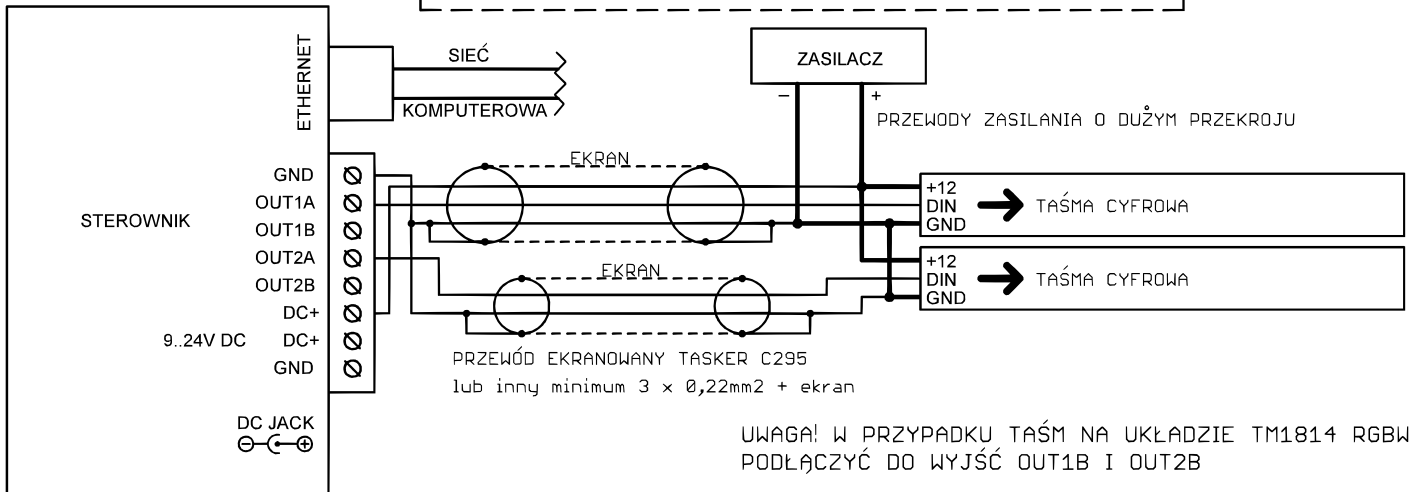 ETHERNET
SIEĆ
KOMPUTEROWA
ZASILACZ
− +
PRZEWODY ZASILANIA O DUŻYM PRZEKROJU
STEROWNIK
GND
OUT1A
OUT1B
OUT2A
OUT2B
DC+
9..24V DC DC+
GND
DC JACK
EKRAN
+12
DIN
GND
TAŚMA CYFROWA
EKRAN
+12
DIN
GND
TAŚMA CYFROWA
PRZEWÓD EKRANOWANY TASKER C295
lub inny minimum 3 x 0,22mm2 + ekran
UWAGA! W PRZYPADKU TAŚM NA UKŁADZIE TM1814 RGBW
PODŁĄCZYĆ DO WYJŚĆ OUT1B I OUT2B